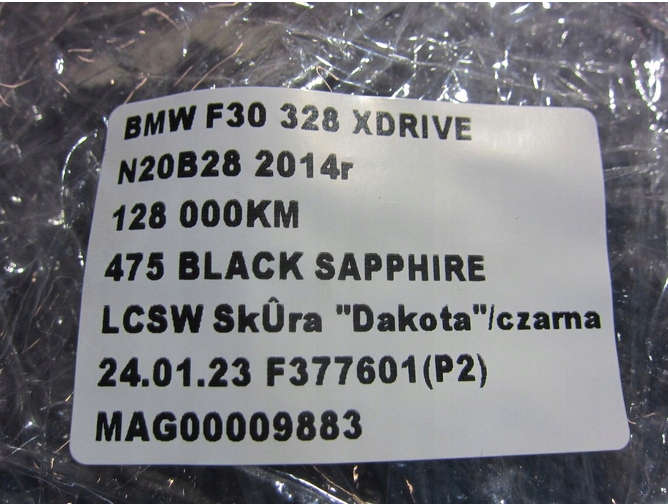 BMW F30 328 XDRIVE
N20B28 2014r
128 000KM
475 BLACK SAPPHIRE
LCSW SkÛra "Dakota"/czarna
24.01.23 F377601(P2)
MAG00009883